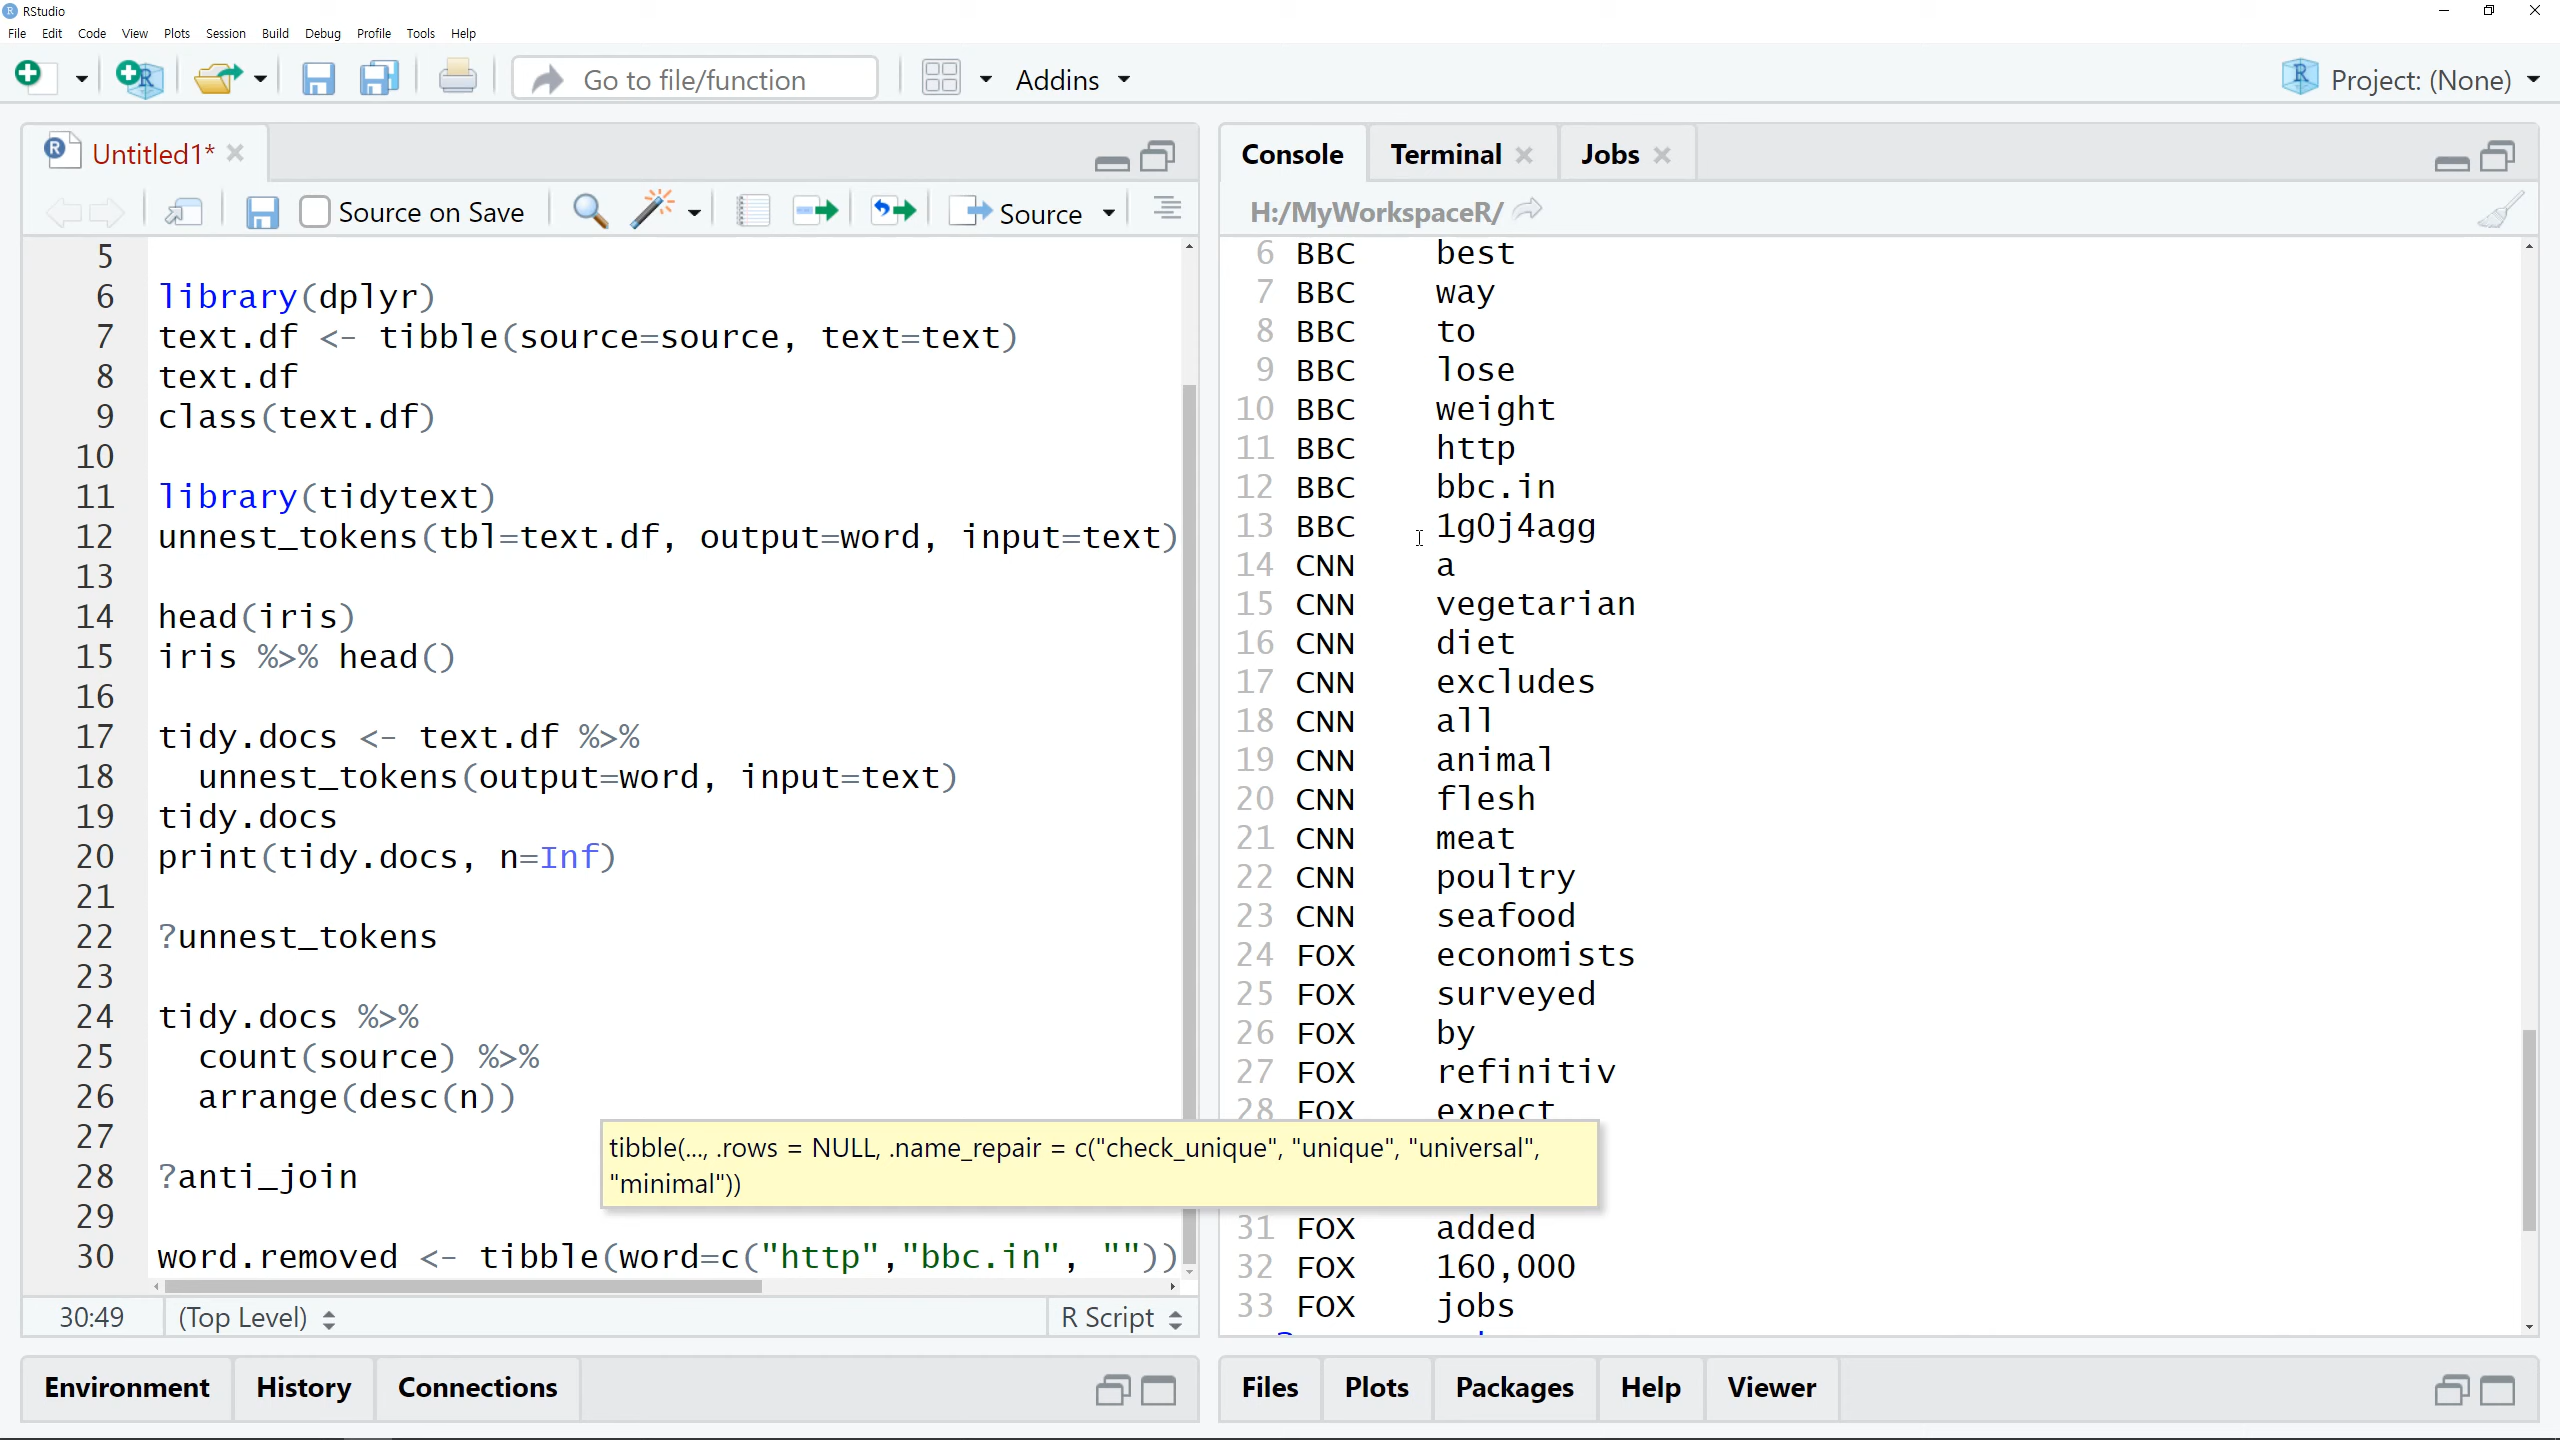 RStudio
File Edit Code View Plots Session Build Debug Profile Tools Help
Go to file/function Addins Project: (None)
Untitled1*
Source on Save Source
5
6 library(dplyr)
7 text.df <- tibble(source=source, text=text)
8 text.df
9 class(text.df)
10
11 library(tidytext)
12 unnest_tokens(tbl=text.df, output=word, input=text)
13
14 head(iris)
15 iris %>% head()
16
17 tidy.docs <- text.df %>%
18 unnest_tokens(output=word, input=text)
19 tidy.docs
20 print(tidy.docs, n=Inf)
21
22 ?unnest_tokens
23
24 tidy.docs %>%
25 count(source) %>%
26 arrange(desc(n))
27
28 ?anti_join
29
30 word.removed <- tibble(word=c("http","bbc.in", ""))
tibble(..., .rows = NULL, .name_repair = c("check_unique", "unique", "universal",
"minimal"))
30:49 (Top Level) R Script
Console Terminal Jobs
H:/MyWorkspaceR/
6 BBC best
7 BBC way
8 BBC to
9 BBC lose
10 BBC weight
11 BBC http
12 BBC bbc.in
13 BBC 1g0j4agg
14 CNN a
15 CNN vegetarian
16 CNN diet
17 CNN excludes
18 CNN all
19 CNN animal
20 CNN flesh
21 CNN meat
22 CNN poultry
23 CNN seafood
24 FOX economists
25 FOX surveyed
26 FOX by
27 FOX refinitiv
28 FOX expect
31 FOX added
32 FOX 160,000
33 FOX jobs
Environment History Connections
Files Plots Packages Help Viewer